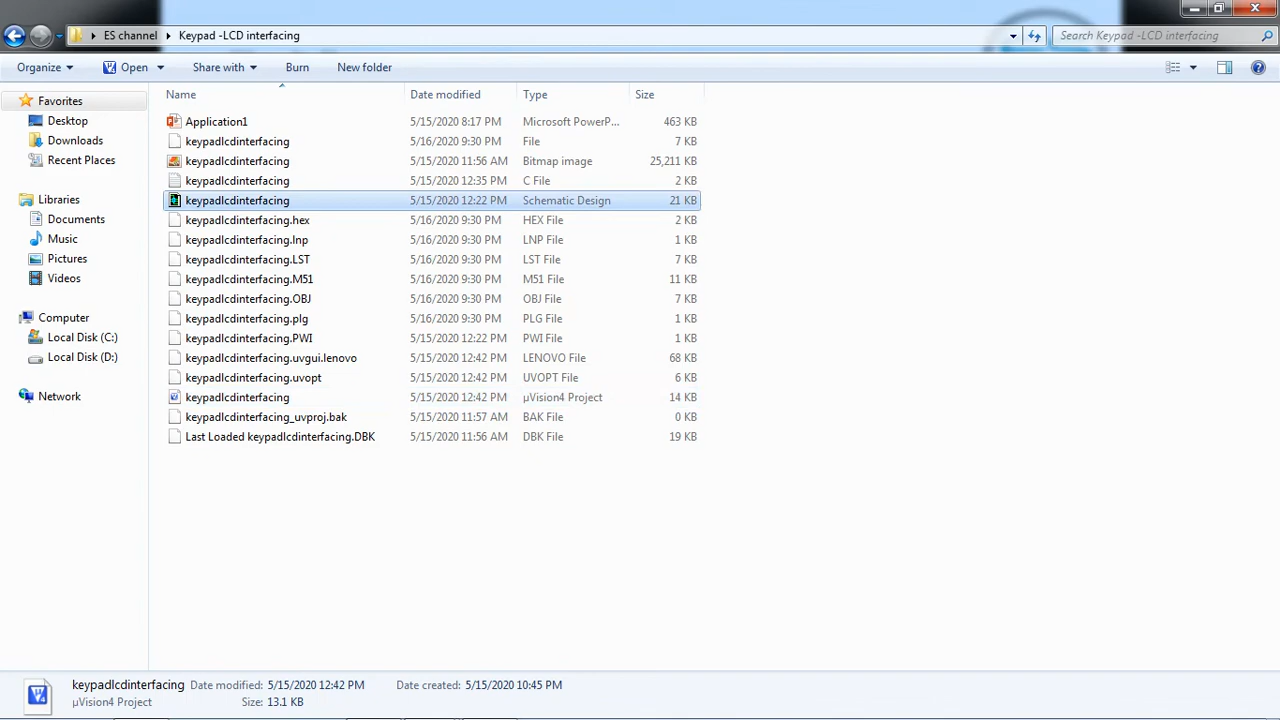 ES channel Keypad -LCD interfacing Search Keypad -LCD interfacing
Organize Open Share with Burn New folder
Favorites
Desktop
Downloads
Recent Places
Libraries
Documents
Music
Pictures
Videos
Computer
Local Disk (C:)
Local Disk (D:)
Network
Name Date modified Type Size
Application1 5/15/2020 8:17 PM Microsoft PowerP... 463 KB
keypadlcdinterfacing 5/16/2020 9:30 PM File 7 KB
keypadlcdinterfacing 5/15/2020 11:56 AM Bitmap image 25,211 KB
keypadlcdinterfacing 5/15/2020 12:35 PM C File 2 KB
keypadlcdinterfacing 5/15/2020 12:22 PM Schematic Design 21 KB
keypadlcdinterfacing.hex 5/16/2020 9:30 PM HEX File 2 KB
keypadlcdinterfacing.lnp 5/16/2020 9:30 PM LNP File 1 KB
keypadlcdinterfacing.LST 5/16/2020 9:30 PM LST File 7 KB
keypadlcdinterfacing.M51 5/16/2020 9:30 PM M51 File 11 KB
keypadlcdinterfacing.OBJ 5/16/2020 9:30 PM OBJ File 7 KB
keypadlcdinterfacing.plg 5/16/2020 9:30 PM PLG File 1 KB
keypadlcdinterfacing.PWI 5/15/2020 12:22 PM PWI File 1 KB
keypadlcdinterfacing.uvgui.lenovo 5/15/2020 12:42 PM LENOVO File 68 KB
keypadlcdinterfacing.uvopt 5/15/2020 12:42 PM UVOPT File 6 KB
keypadlcdinterfacing 5/15/2020 12:42 PM µVision4 Project 14 KB
keypadlcdinterfacing_uvproj.bak 5/15/2020 11:57 AM BAK File 0 KB
Last Loaded keypadlcdinterfacing.DBK 5/15/2020 11:56 AM DBK File 19 KB
keypadlcdinterfacing Date modified: 5/15/2020 12:42 PM Date created: 5/15/2020 10:45 PM
µVision4 Project Size: 13.1 KB